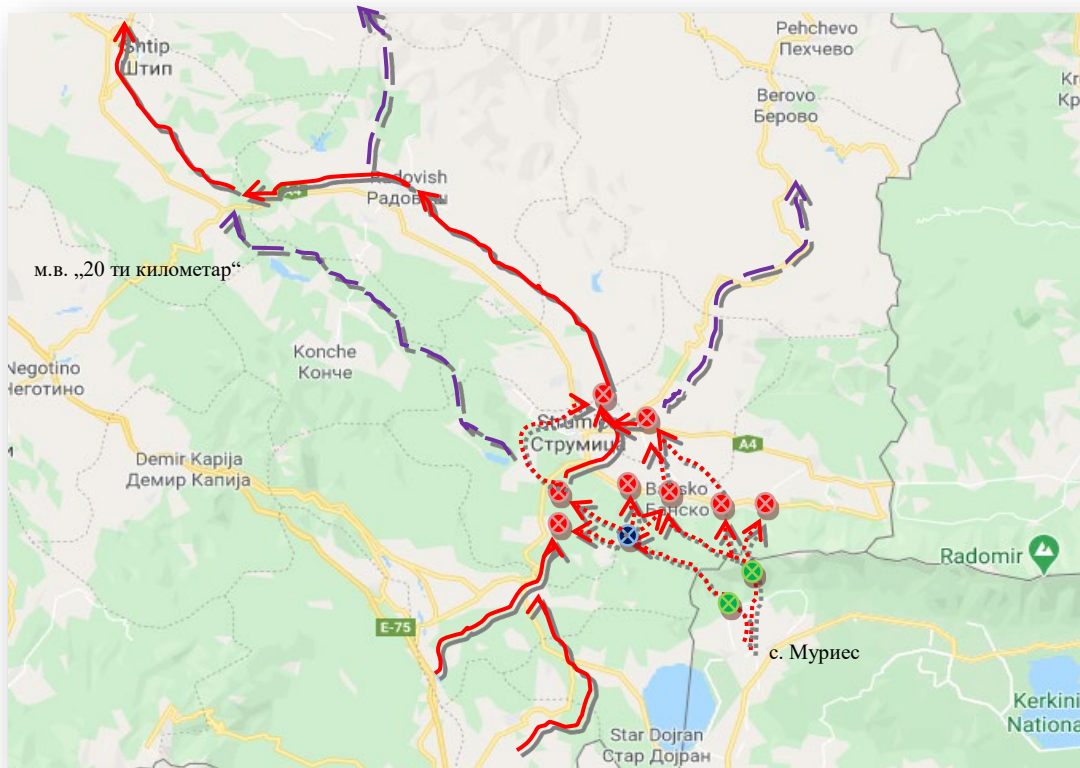 Pehchevo
Пехчево
Shtip
Штип
Berovo
Берово
Radovish
м.в. „20 ти километар“
Konche
Конче
Negotino
Неготино
Струмица
A4
Demir Kapija
Демир Капија
Bansko
Банско
Radomir
E-75
с. Муриес
Kerkini
National
Star Dojran
Стар Дојран